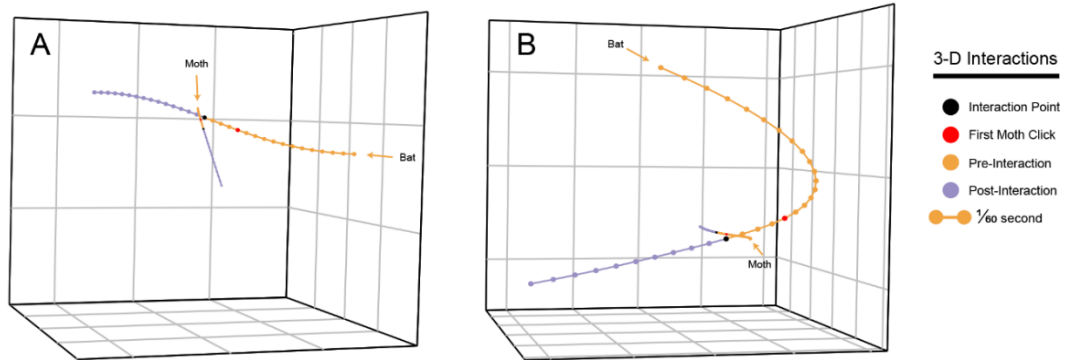 A
Moth
Bat
B
Bat
Moth
3-D Interactions
Interaction Point
First Moth Click
Pre-Interaction
Post-Interaction
1/60 second